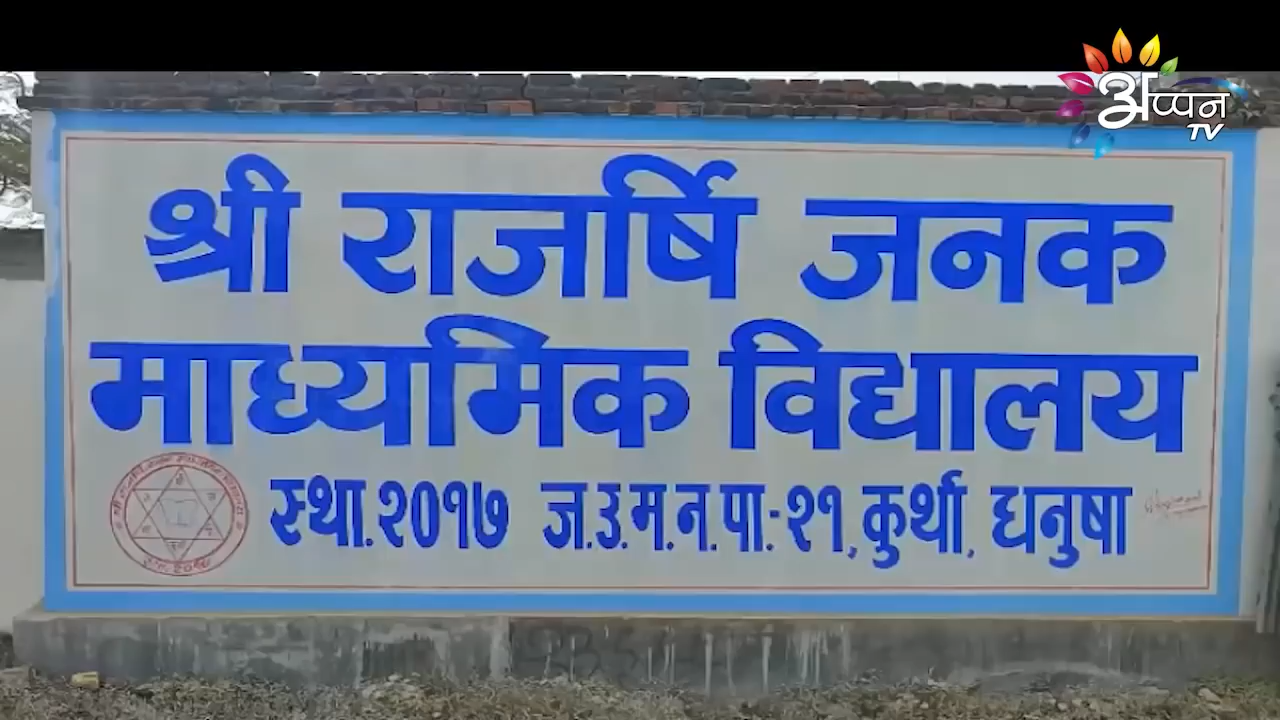 अप्पन
TV
श्री राजर्षि जनक
माध्यमिक विद्यालय
स्था.२०१७ ज.उ.म.न.पा.-२१, कुर्था, धनुषा